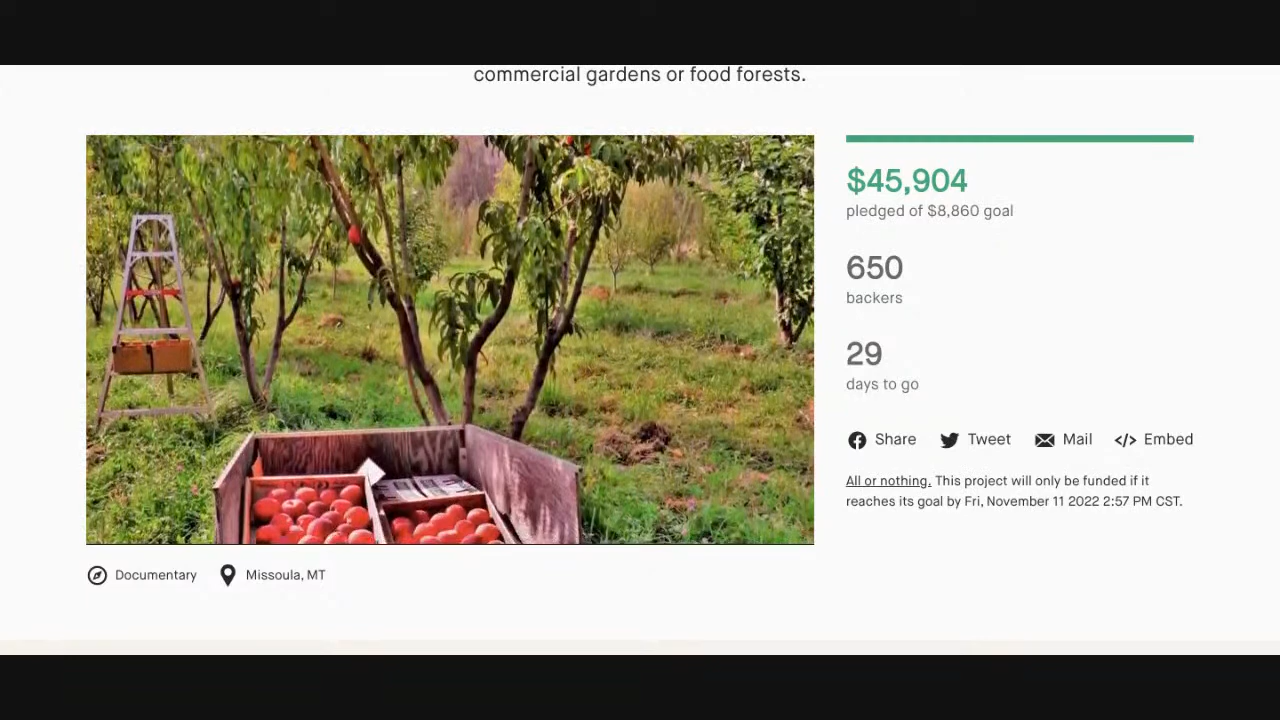 commercial gardens or food forests.
$45,904
pledged of $8,860 goal
650
backers
29
days to go
Share Tweet Mail Embed
All or nothing. This project will only be funded if it
reaches its goal by Fri, November 11 2022 2:57 PM CST.
Documentary Missoula, MT